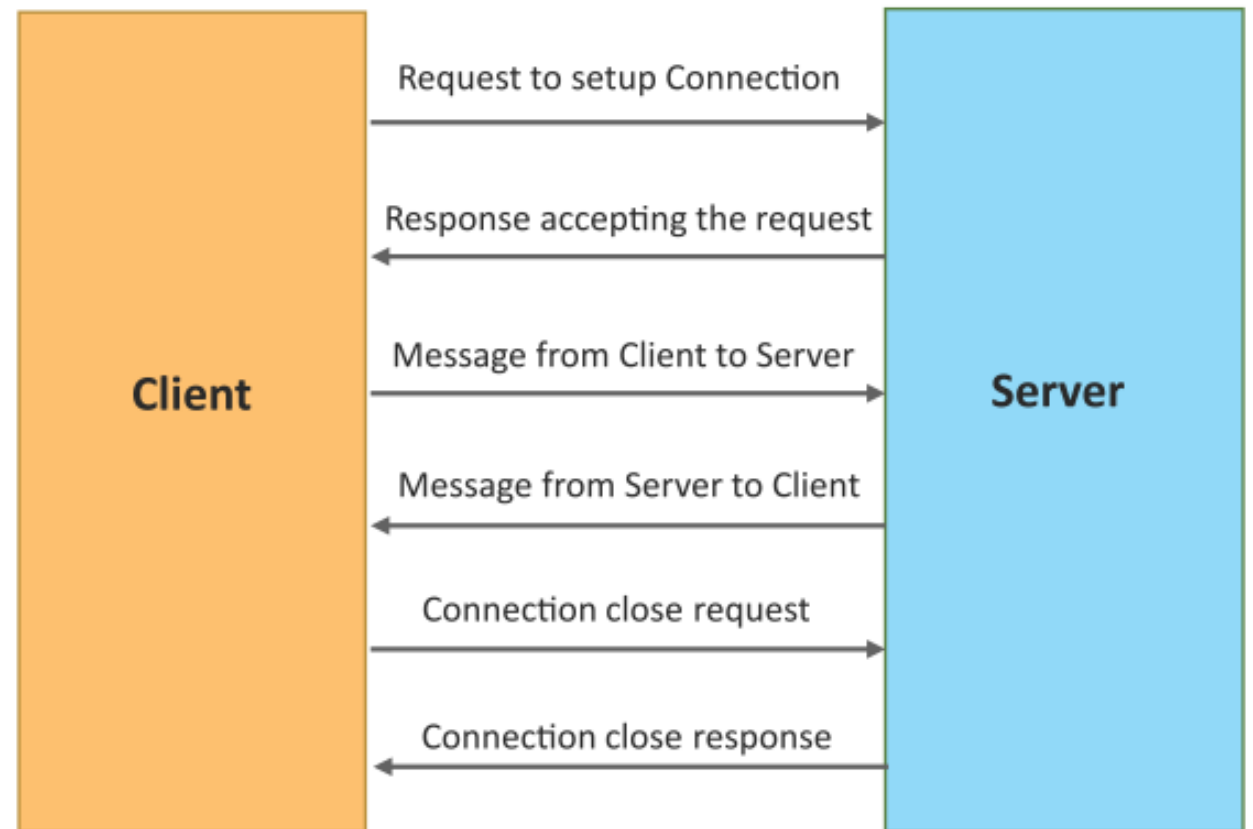 Request to setup Connection
Response accepting the request
Message from Client to Server
Client
Server
Message from Server to Client
Connection close request
Connection close response